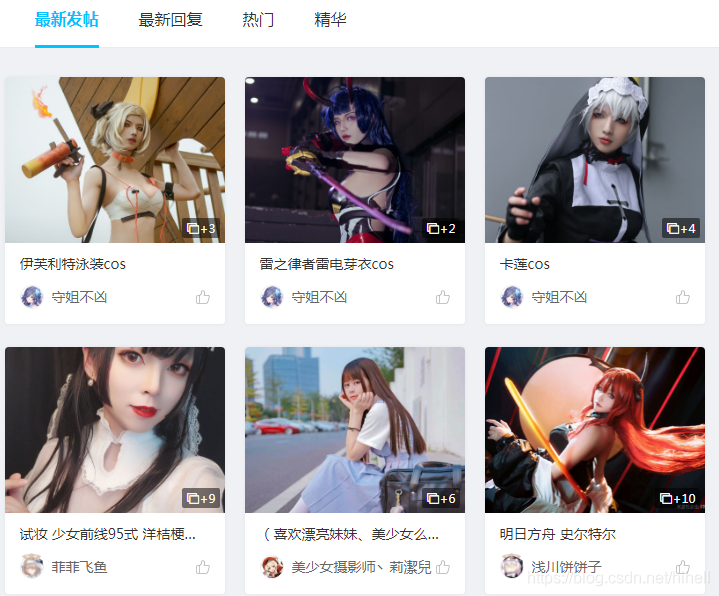 最新发帖 最新回复 热门 精华
+3 +2 +4
伊芙利特泳装cos 雷之律者雷电芽衣cos 卡莲cos
守姐不凶 守姐不凶 守姐不凶
+9 +6 +10
试妆 少女前线95式 洋桔梗... （喜欢漂亮妹妹、美少女么... 明日方舟 史尔特尔
菲菲飞鱼 美少女摄影师丶莉潔兒 浅川饼饼子